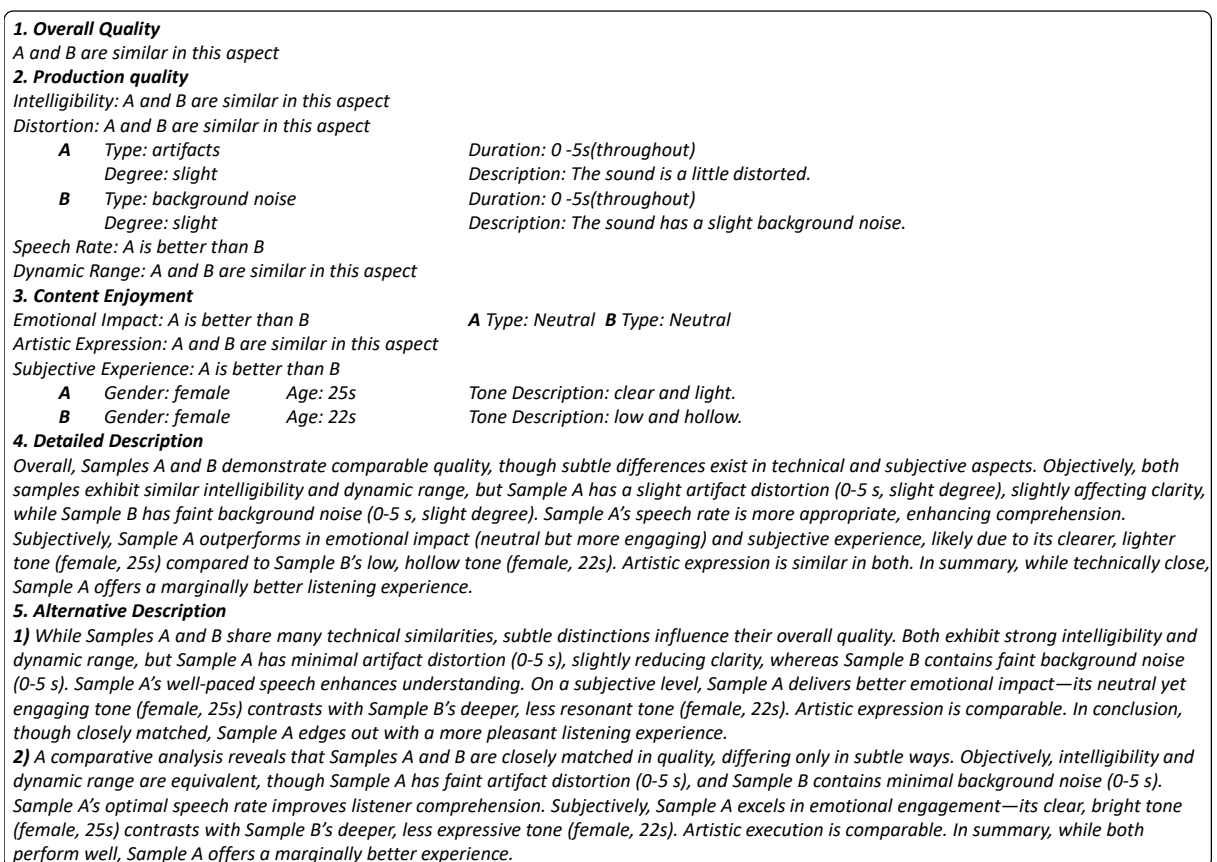 1. Overall Quality
A and B are similar in this aspect
2. Production quality
Intelligibility: A and B are similar in this aspect
Distortion: A and B are similar in this aspect
A Type: artifacts Duration: 0 -5s(throughout)
Degree: slight Description: The sound is a little distorted.
B Type: background noise Duration: 0 -5s(throughout)
Degree: slight Description: The sound has a slight background noise.
Speech Rate: A is better than B
Dynamic Range: A and B are similar in this aspect
3. Content Enjoyment
Emotional Impact: A is better than B A Type: Neutral B Type: Neutral
Artistic Expression: A and B are similar in this aspect
Subjective Experience: A is better than B
A Gender: female Age: 25s Tone Description: clear and light.
B Gender: female Age: 22s Tone Description: low and hollow.
4. Detailed Description
Overall, Samples A and B demonstrate comparable quality, though subtle differences exist in technical and subjective aspects. Objectively, both
samples exhibit similar intelligibility and dynamic range, but Sample A has a slight artifact distortion (0-5 s, slight degree), slightly affecting clarity,
while Sample B has faint background noise (0-5 s, slight degree). Sample A's speech rate is more appropriate, enhancing comprehension.
Subjectively, Sample A outperforms in emotional impact (neutral but more engaging) and subjective experience, likely due to its clearer, lighter
tone (female, 25s) compared to Sample B's low, hollow tone (female, 22s). Artistic expression is similar in both. In summary, while technically close,
Sample A offers a marginally better listening experience.
5. Alternative Description
1) While Samples A and B share many technical similarities, subtle distinctions influence their overall quality. Both exhibit strong intelligibility and
dynamic range, but Sample A has minimal artifact distortion (0-5 s), slightly reducing clarity, whereas Sample B contains faint background noise
(0-5 s). Sample A's well-paced speech enhances understanding. On a subjective level, Sample A delivers better emotional impact—its neutral yet
engaging tone (female, 25s) contrasts with Sample B's deeper, less resonant tone (female, 22s). Artistic expression is comparable. In conclusion,
though closely matched, Sample A edges out with a more pleasant listening experience.
2) A comparative analysis reveals that Samples A and B are closely matched in quality, differing only in subtle ways. Objectively, intelligibility and
dynamic range are equivalent, though Sample A has faint artifact distortion (0-5 s), and Sample B contains minimal background noise (0-5 s).
Sample A's optimal speech rate improves listener comprehension. Subjectively, Sample A excels in emotional engagement—its clear, bright tone
(female, 25s) contrasts with Sample B's deeper, less expressive tone (female, 22s). Artistic execution is comparable. In summary, while both
perform well, Sample A offers a marginally better experience.